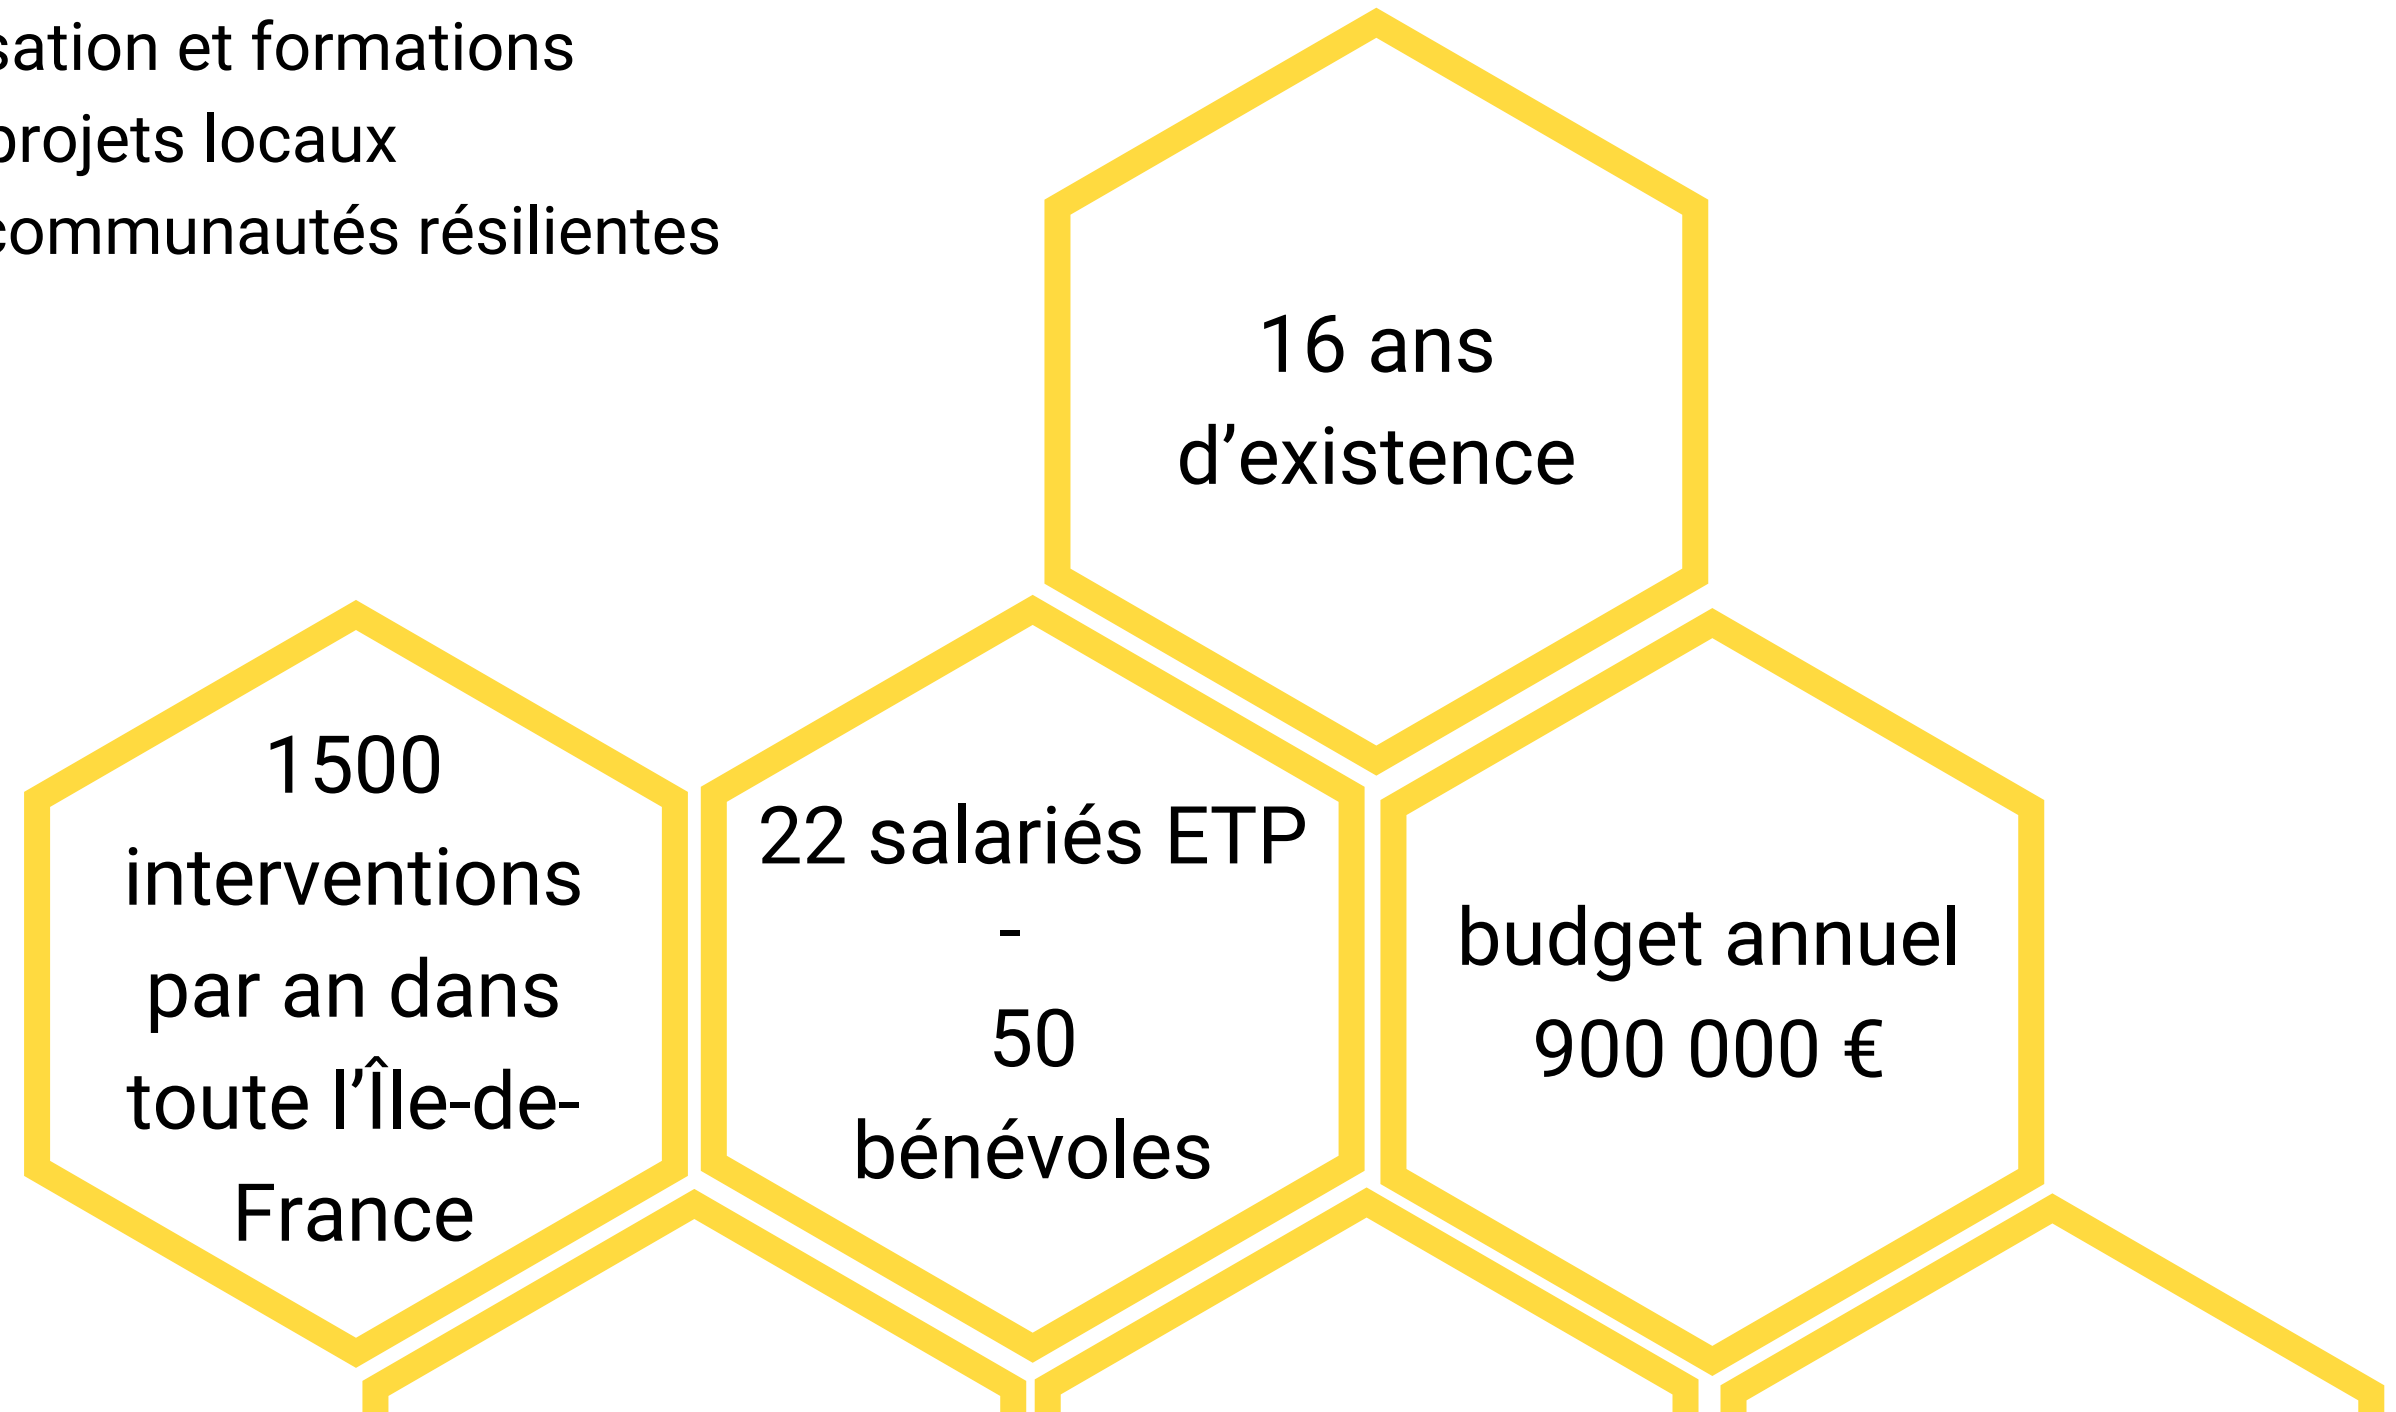 et formations
projets locaux
communautés résilientes
16 ans
d’existence
1500
interventions
par an dans
toute l’Île-de-
France
22 salariés ETP
-
50
bénévoles
budget annuel
900 000 €